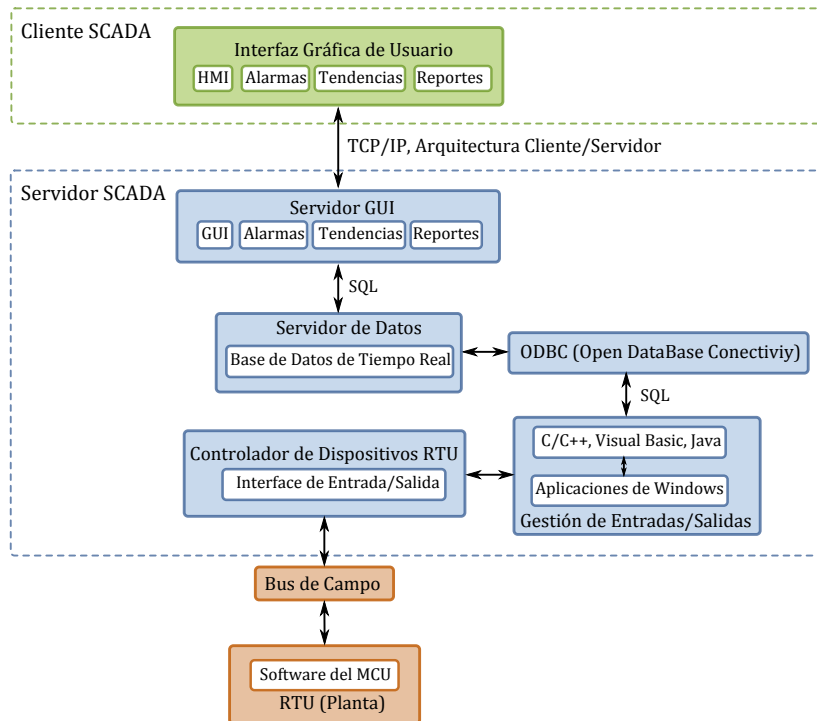 Cliente SCADA
Interfaz Gráfica de Usuario
HMI
Alarmas
Tendencias
Reportes
TCP/IP, Arquitectura Cliente/Servidor
Servidor SCADA
Servidor GUI
GUI
Alarmas
Tendencias
Reportes
SQL
Servidor de Datos
Base de Datos de Tiempo Real
ODBC (Open DataBase Conectiviy)
SQL
C/C++, Visual Basic, Java
Aplicaciones de Windows
Gestión de Entradas/Salidas
Controlador de Dispositivos RTU
Interface de Entrada/Salida
Bus de Campo
Software del MCU
RTU (Planta)